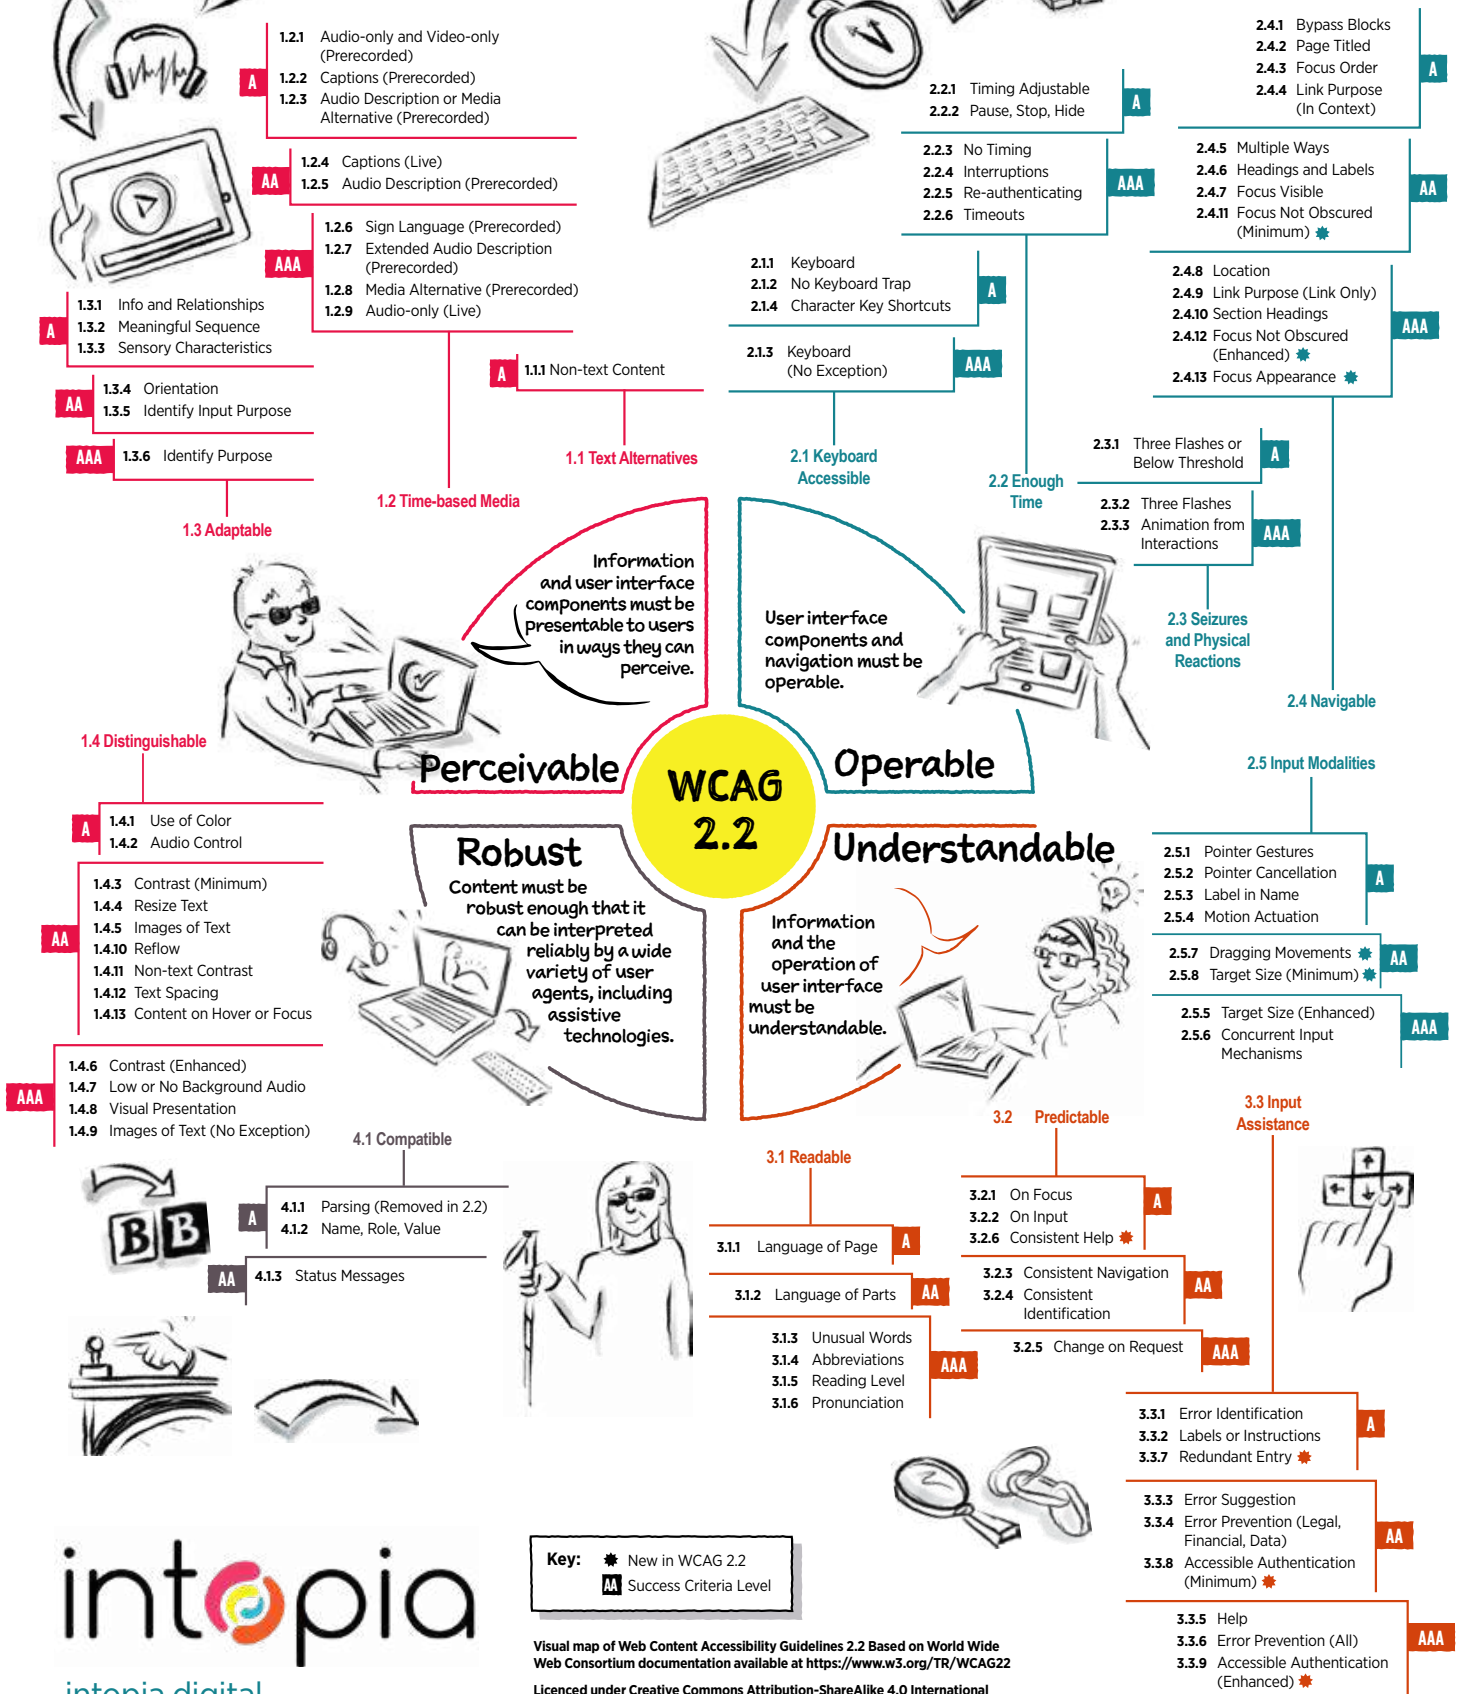 1.2.1 Audio-only and Video-only
(Prerecorded)
1.2.2 Captions (Prerecorded)
1.2.3 Audio Description or Media
Alternative (Prerecorded)
A
1.2.4 Captions (Live)
1.2.5 Audio Description (Prerecorded)
AA
1.2.6 Sign Language (Prerecorded)
1.2.7 Extended Audio Description
(Prerecorded)
1.2.8 Media Alternative (Prerecorded)
1.2.9 Audio-only (Live)
AAA
1.2 Time-based Media
1.3.1 Info and Relationships
1.3.2 Meaningful Sequence
1.3.3 Sensory Characteristics
A
1.3.4 Orientation
1.3.5 Identify Input Purpose
AA
1.3.6 Identify Purpose
AAA
1.3 Adaptable
A
1.1.1 Non-text Content
1.1 Text Alternatives
2.1.1 Keyboard
2.1.2 No Keyboard Trap
2.1.4 Character Key Shortcuts
A
2.1.3 Keyboard
(No Exception)
AAA
2.1 Keyboard
Accessible
2.2.1 Timing Adjustable
2.2.2 Pause, Stop, Hide
A
2.2.3 No Timing
2.2.4 Interruptions
2.2.5 Re-authenticating
2.2.6 Timeouts
AAA
2.2 Enough
Time
2.4.1 Bypass Blocks
2.4.2 Page Titled
2.4.3 Focus Order
2.4.4 Link Purpose
(In Context)
A
2.4.5 Multiple Ways
2.4.6 Headings and Labels
2.4.7 Focus Visible
2.4.11 Focus Not Obscured
(Minimum)
AA
2.4.8 Location
2.4.9 Link Purpose (Link Only)
2.4.10 Section Headings
2.4.12 Focus Not Obscured
(Enhanced)
2.4.13 Focus Appearance
AAA
2.4 Navigable
2.3.1 Three Flashes or
Below Threshold
A
2.3.2 Three Flashes
2.3.3 Animation from
Interactions
AAA
2.3 Seizures
and Physical
Reactions
Information
and user interface
components must be
presentable to users
in ways they can
perceive.
Perceivable
User interface
components and
navigation must be
operable.
Operable
WCAG
2.2
Robust
Content must be
robust enough that it
can be interpreted
reliably by a wide
variety of user
agents, including
assistive
technologies.
Understandable
Information
and the
operation of
user interface
must be
understandable.
1.4 Distinguishable
1.4.1 Use of Color
1.4.2 Audio Control
A
1.4.3 Contrast (Minimum)
1.4.4 Resize Text
1.4.5 Images of Text
1.4.10 Reflow
1.4.11 Non-text Contrast
1.4.12 Text Spacing
1.4.13 Content on Hover or Focus
AA
1.4.6 Contrast (Enhanced)
1.4.7 Low or No Background Audio
1.4.8 Visual Presentation
1.4.9 Images of Text (No Exception)
AAA
2.5 Input Modalities
2.5.1 Pointer Gestures
2.5.2 Pointer Cancellation
2.5.3 Label in Name
2.5.4 Motion Actuation
A
2.5.7 Dragging Movements
2.5.8 Target Size (Minimum)
AA
2.5.5 Target Size (Enhanced)
2.5.6 Concurrent Input
Mechanisms
AAA
4.1 Compatible
4.1.1 Parsing (Removed in 2.2)
4.1.2 Name, Role, Value
A
4.1.3 Status Messages
AA
B B
3.1 Readable
3.1.1 Language of Page
A
3.1.2 Language of Parts
AA
3.1.3 Unusual Words
3.1.4 Abbreviations
3.1.5 Reading Level
3.1.6 Pronunciation
AAA
3.2 Predictable
3.2.1 On Focus
3.2.2 On Input
3.2.6 Consistent Help
A
3.2.3 Consistent Navigation
3.2.4 Consistent
Identification
AA
3.2.5 Change on Request
AAA
3.3 Input
Assistance
3.3.1 Error Identification
3.3.2 Labels or Instructions
3.3.7 Redundant Entry
A
3.3.3 Error Suggestion
3.3.4 Error Prevention (Legal,
Financial, Data)
3.3.8 Accessible Authentication
(Minimum)
AA
3.3.5 Help
3.3.6 Error Prevention (All)
3.3.9 Accessible Authentication
(Enhanced)
AAA
intopia
intopia.digital
Key: New in WCAG 2.2
AA Success Criteria Level
Visual map of Web Content Accessibility Guidelines 2.2 Based on World Wide
Web Consortium documentation available at https://www.w3.org/TR/WCAG22
Licenced under Creative Commons Attribution-ShareAlike 4.0 International